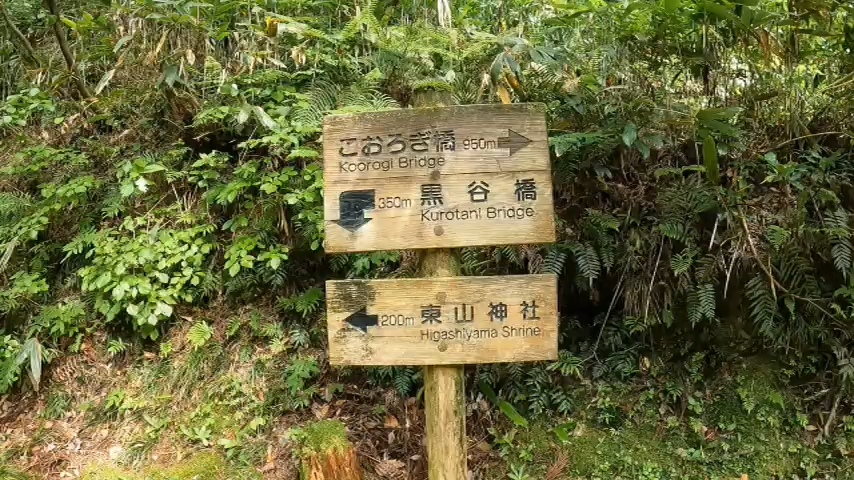 こおろぎ橋 950m
Koorogi Bridge
350m 黒谷橋
Kurotani Bridge
200m 東山神社
Higashiyama Shrine